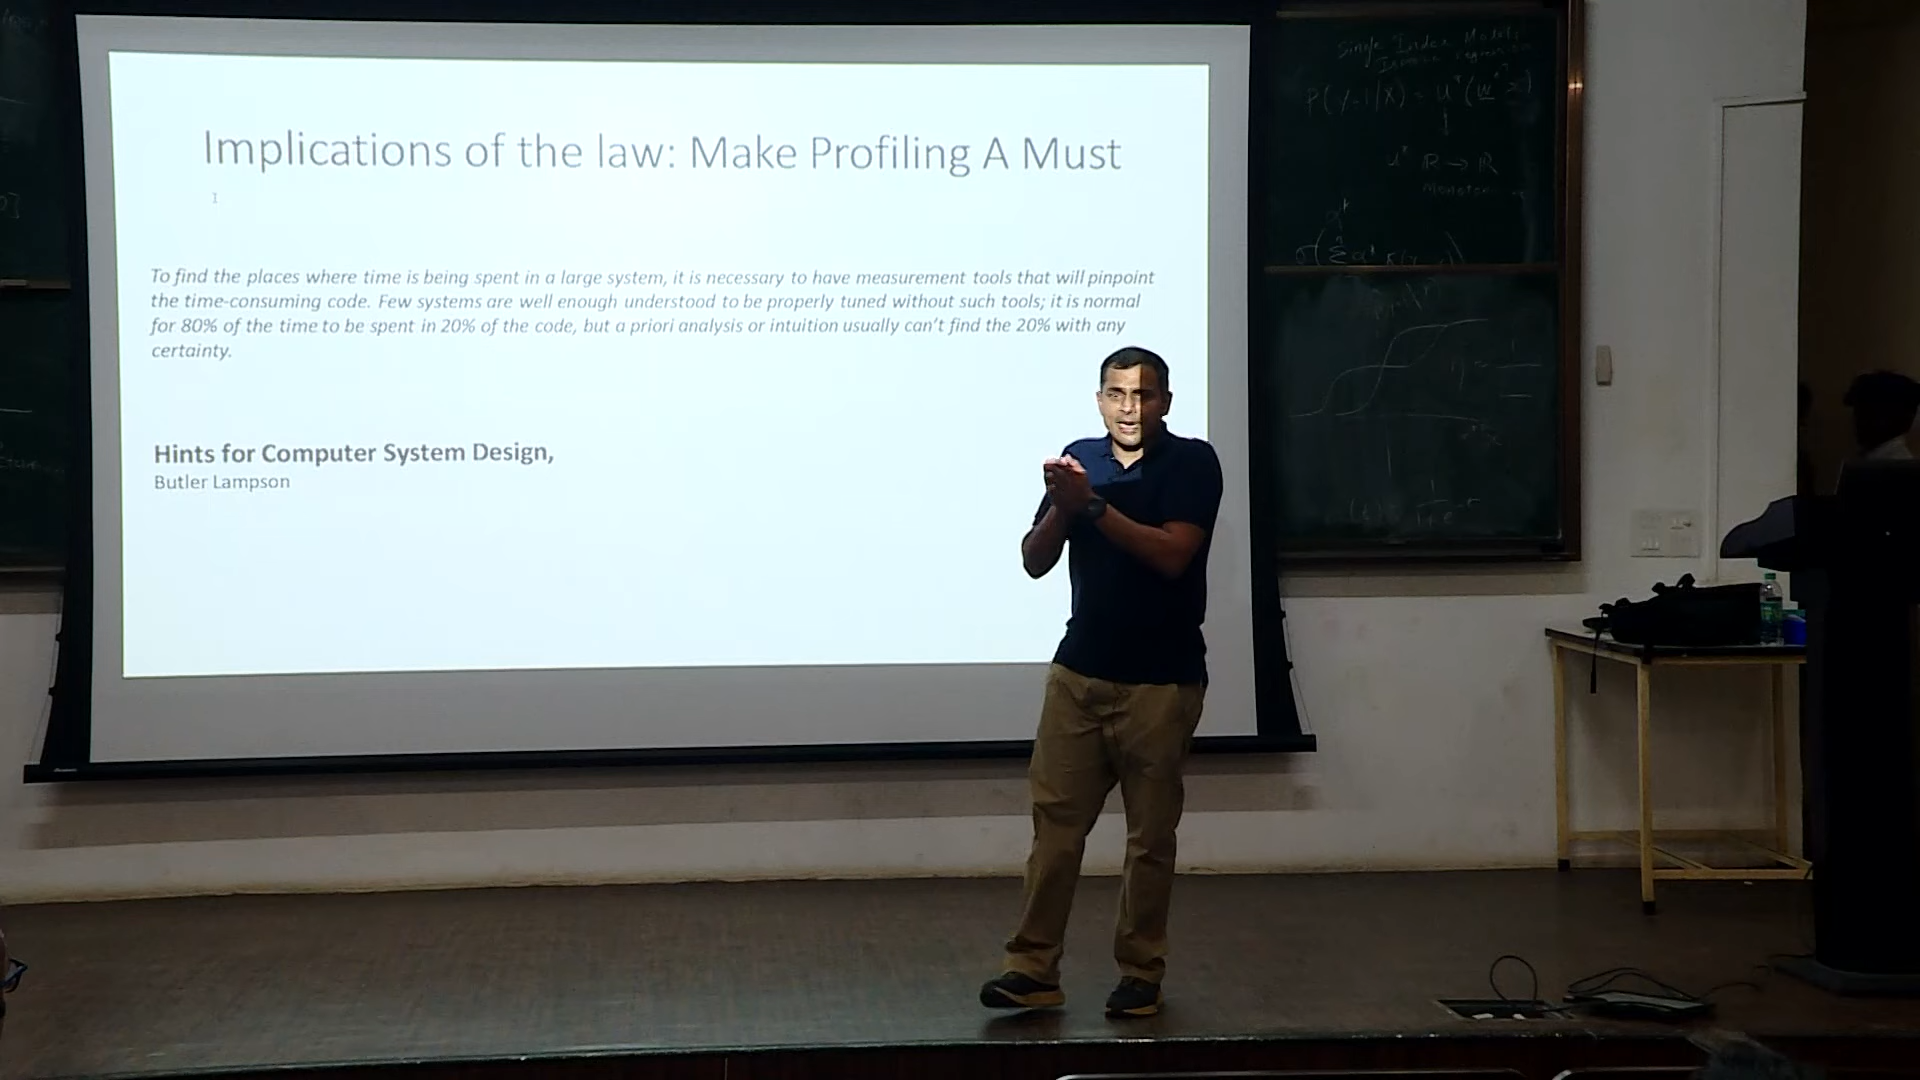 Implications of the law: Make Profiling A Must
To find the places where time is being spent in a large system, it is necessary to have measurement tools that will pinpoint
the time-consuming code. Few systems are well enough understood to be properly tuned without such tools; it is normal
for 80% of the time to be spent in 20% of the code, but a priori analysis or intuition usually can't find the 20% with any
certainty.
Hints for Computer System Design,
Butler Lampson
Single Index Model
P(Y=1/X) = u*(w*x)
u* R → R